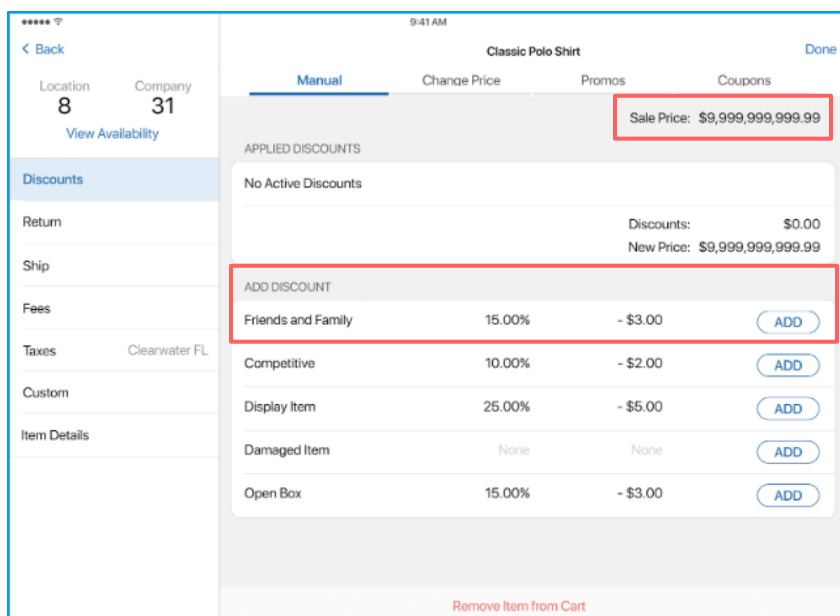 9:41 AM
Back
Classic Polo Shirt
Done
Location Company
8 31
View Availability
Discounts
Return
Ship
Fees
Taxes Clearwater FL
Custom
Item Details
Manual Change Price Promos Coupons
Sale Price: $9,999,999,999.99
APPLIED DISCOUNTS
No Active Discounts
Discounts: $0.00
New Price: $9,999,999,999.99
ADD DISCOUNT
Friends and Family 15.00% - $3.00 ADD
Competitive 10.00% - $2.00 ADD
Display Item 25.00% - $5.00 ADD
Damaged Item None None ADD
Open Box 15.00% - $3.00 ADD
Remove Item from Cart